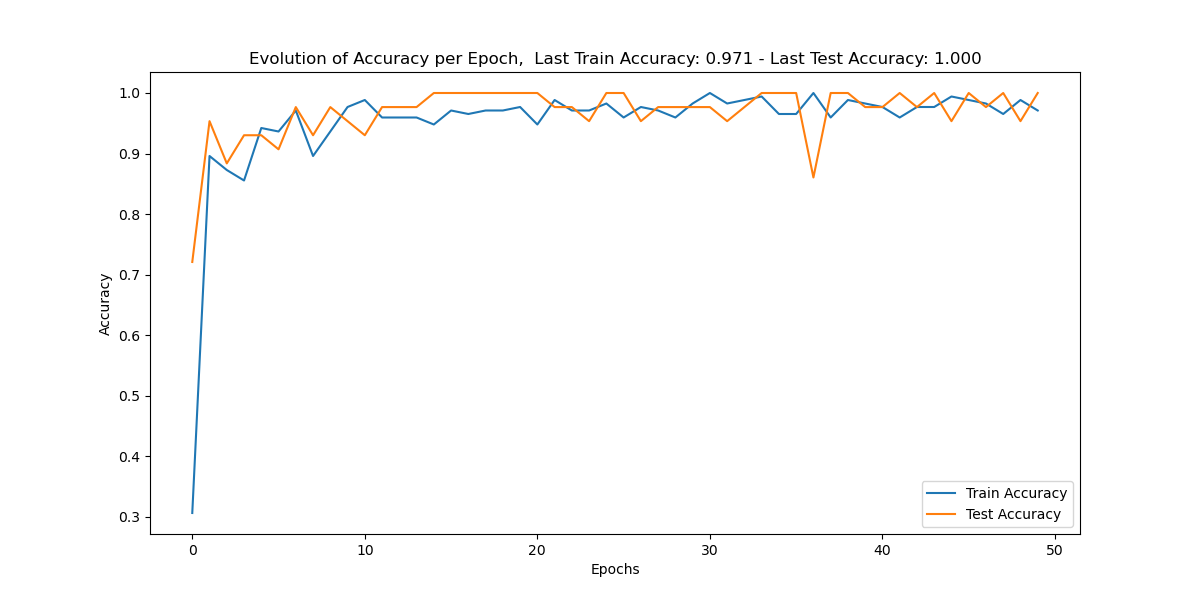 Evolution of Accuracy per Epoch,  Last Train Accuracy: 0.971 - Last Test Accuracy: 1.000
1.0
0.9
0.8
0.7
0.6
0.5
0.4
0.3
Accuracy
0 10 20 30 40 50
Epochs
Train Accuracy
Test Accuracy